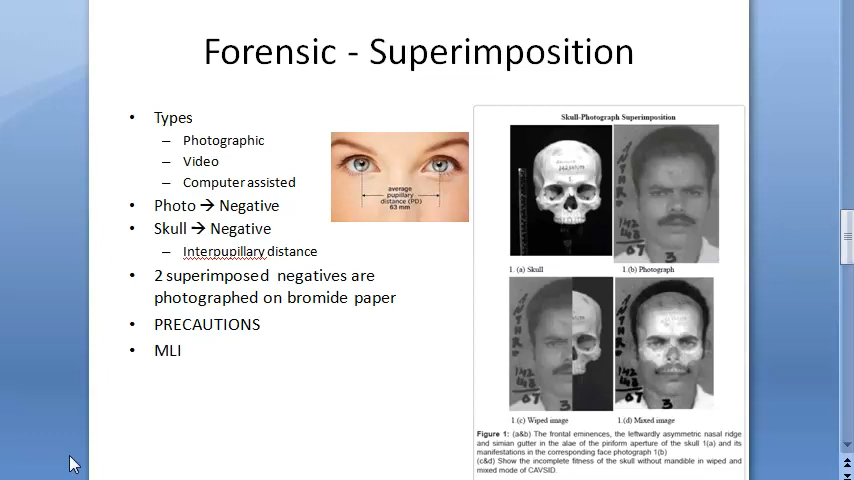 Forensic - Superimposition
• Types
– Photographic
– Video
– Computer assisted
• Photo → Negative
• Skull → Negative
– Interpupillary distance
• 2 superimposed negatives are
photographed on bromide paper
• PRECAUTIONS
• MLI
average
pupillary
distance (PD)
63 mm
Skull-Photograph Superimposition
1. (a) Skull
1.(b) Photograph
1.(c) Wiped image
1.(d) Mixed image
Figure 1: (a&b) The frontal eminences, the leftwardly asymmetric nasal ridge
and simian gutter in the alae of the piriform aperture of the skull 1(a) and its
manifestations in the corresponding face photograph 1(b)
(c&d) Show the incomplete fitness of the skull without mandible in wiped and
mixed mode of CAVSID.